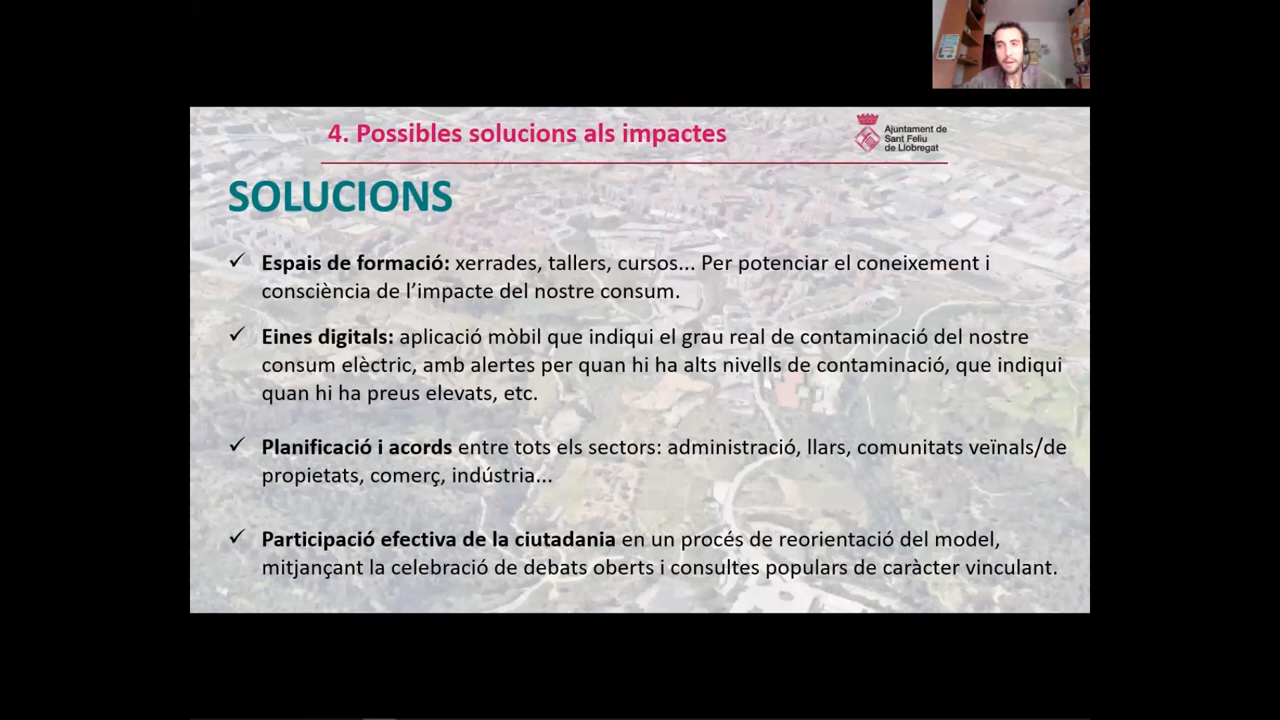 4. Possibles solucions als impactes
Ajuntament de
Sant Feliu
de Llobregat
SOLUCIONS
✓ Espais de formació: xerrades, tallers, cursos... Per potenciar el coneixement i
consciència de l’impacte del nostre consum.
✓ Eines digitals: aplicació mòbil que indiqui el grau real de contaminació del nostre
consum elèctric, amb alertes per quan hi ha alts nivells de contaminació, que indiqui
quan hi ha preus elevats, etc.
✓ Planificació i acords entre tots els sectors: administració, llars, comunitats veïnals/de
propietats, comerç, indústria...
✓ Participació efectiva de la ciutadania en un procés de reorientació del model,
mitjançant la celebració de debats oberts i consultes populars de caràcter vinculant.